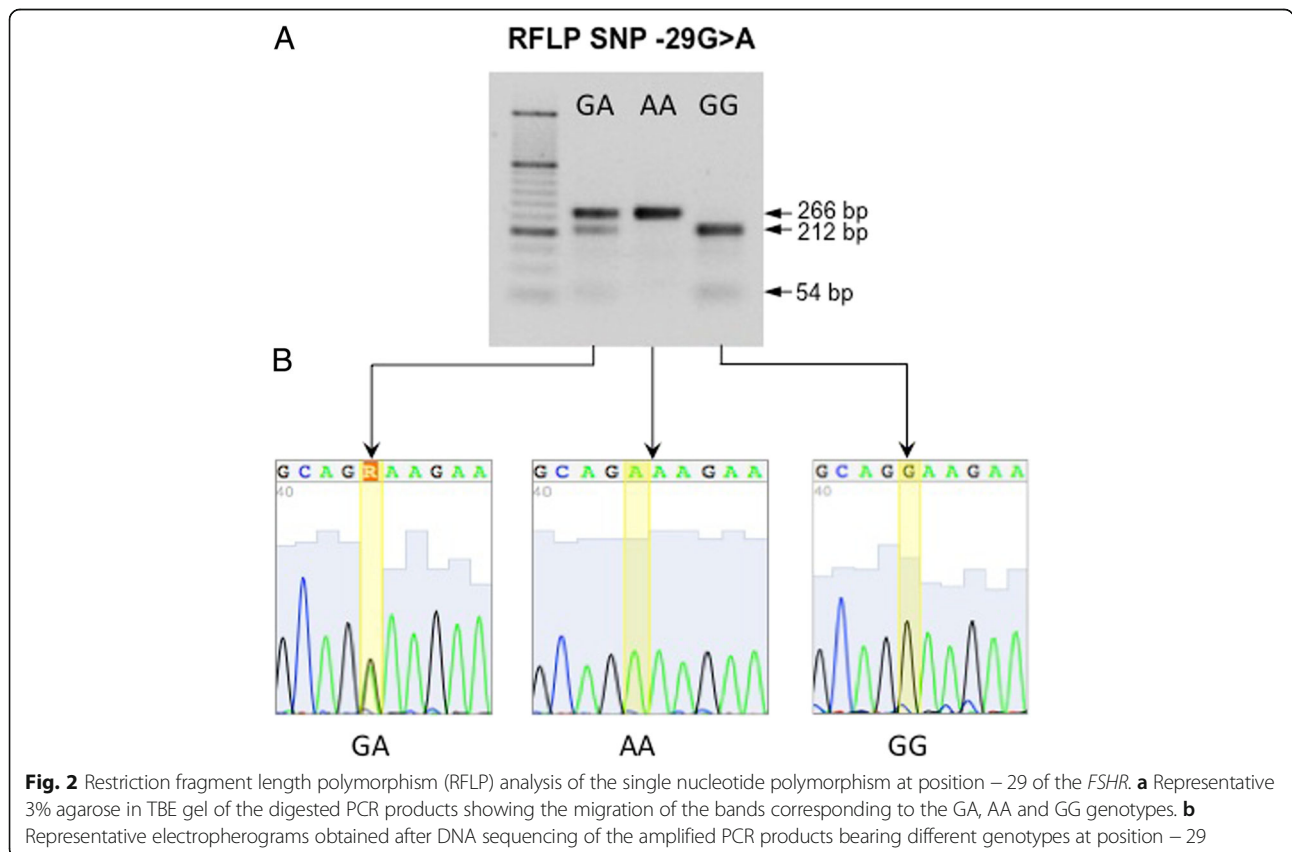 A
RFLP SNP -29G>A
GA AA GG
266 bp
212 bp
54 bp
B
G C A G R A A G A A
40
G C A G A A A G A A
40
G C A G G A A G A A
40
GA
AA
GG
Fig. 2 Restriction fragment length polymorphism (RFLP) analysis of the single nucleotide polymorphism at position − 29 of the FSHR. a Representative
3% agarose in TBE gel of the digested PCR products showing the migration of the bands corresponding to the GA, AA and GG genotypes. b
Representative electropherograms obtained after DNA sequencing of the amplified PCR products bearing different genotypes at position − 29